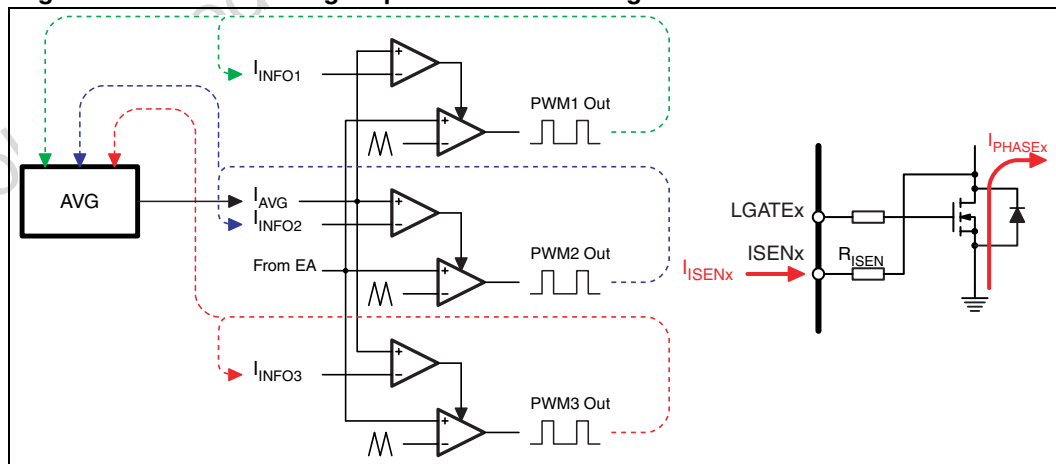 I_INFO1
PWM1 Out
AVG
I_AVG
I_INFO2
From EA
PWM2 Out
I_INFO3
PWM3 Out
I_PHASEx
LGATEx
ISENx
R_ISEN
I_ISENx
+
−
+
−
+
−
+
−
+
−
+
−